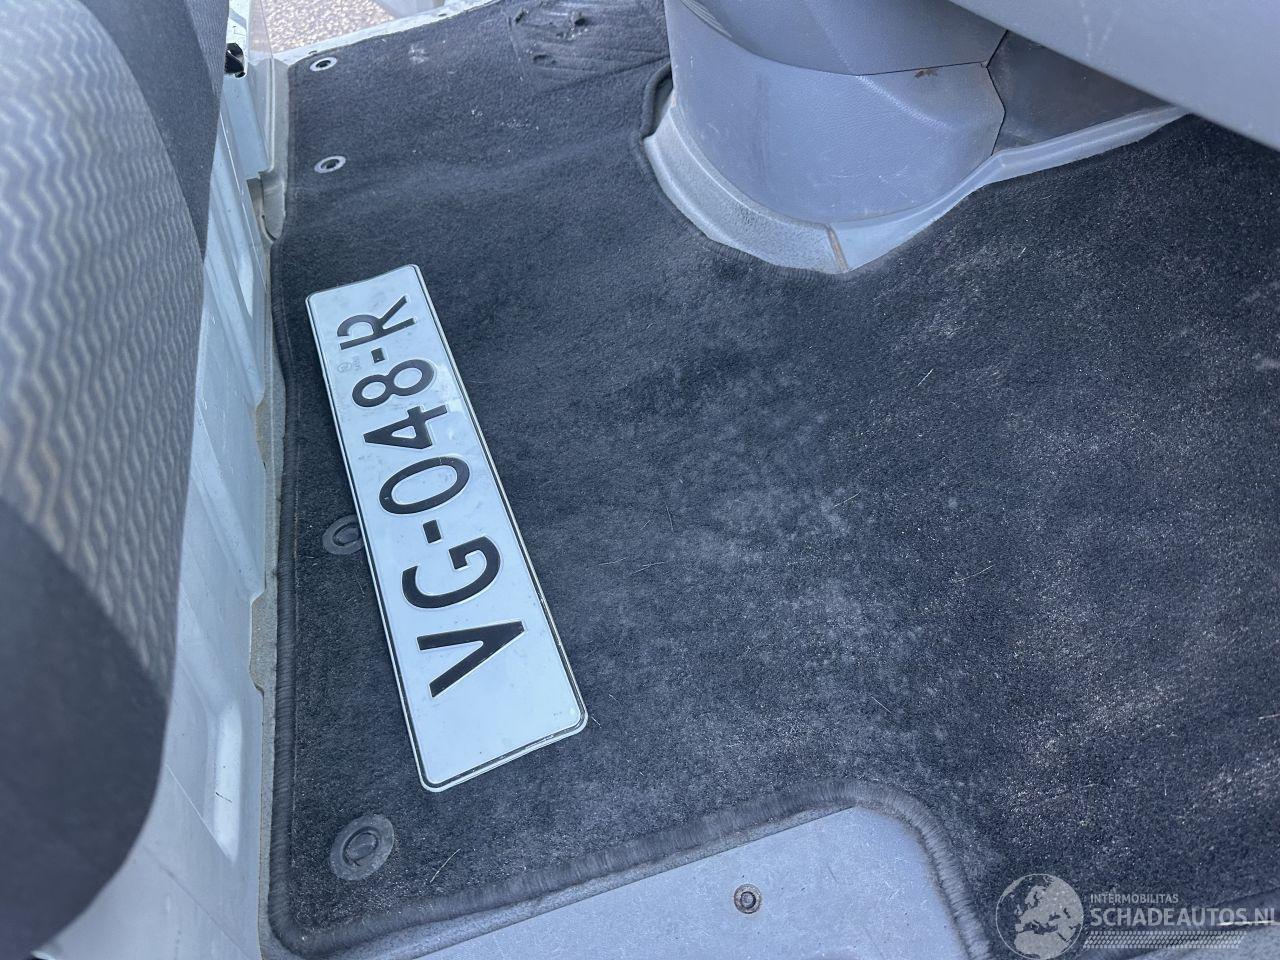 VG-048-R
INTERMOBILITAS
SCHADEAUTOS.NL